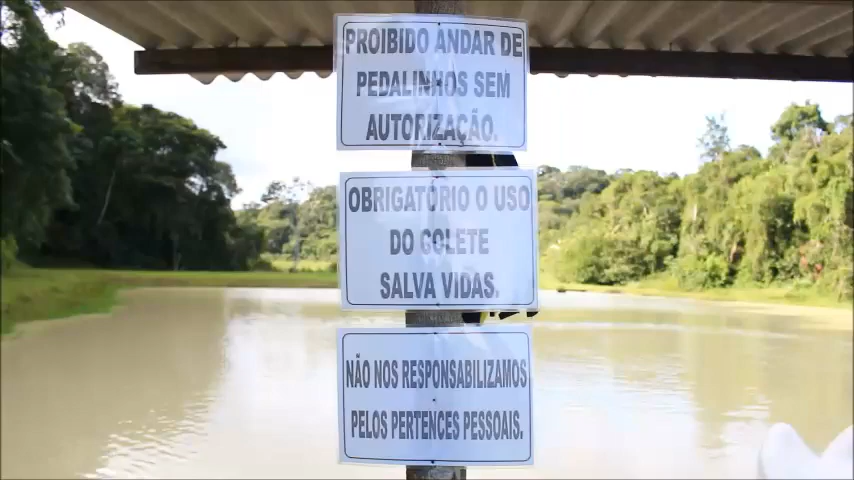 PROIBIDO ANDAR DE
PEDALINHOS SEM
AUTORIZAÇÃO.
OBRIGATÓRIO O USO
DO COLETE
SALVA VIDAS.
NÃO NOS RESPONSABILIZAMOS
PELOS PERTENCES PESSOAIS.